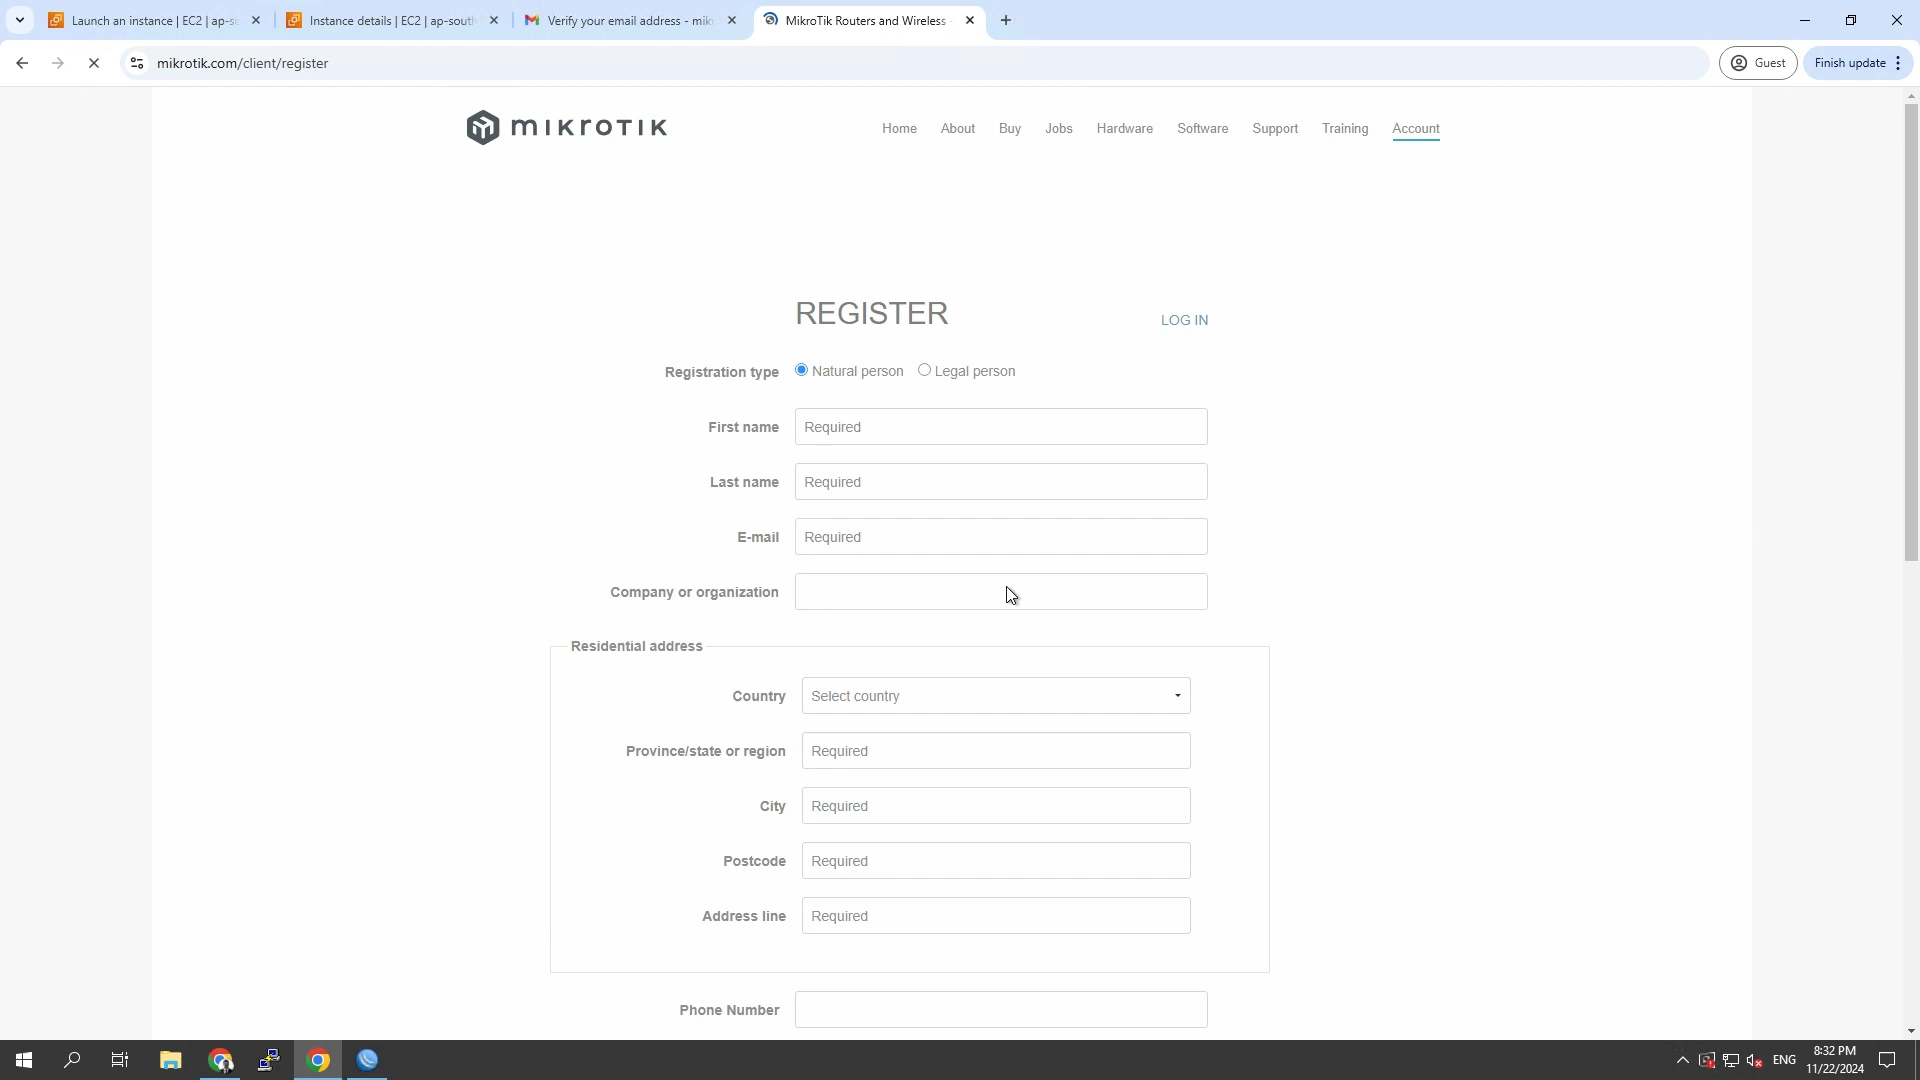 Launch an instance | EC2 | ap-s
Instance details | EC2 | ap-south
Verify your email address - mik
MikroTik Routers and Wireless -
mikrotik.com/client/register
Guest
Finish update
mikrotik
Home
About
Buy
Jobs
Hardware
Software
Support
Training
Account
REGISTER
LOG IN
Registration type
Natural person
Legal person
First name
Required
Last name
Required
E-mail
Required
Company or organization
Residential address
Country
Select country
Province/state or region
Required
City
Required
Postcode
Required
Address line
Required
Phone Number
ENG
8:32 PM
11/22/2024